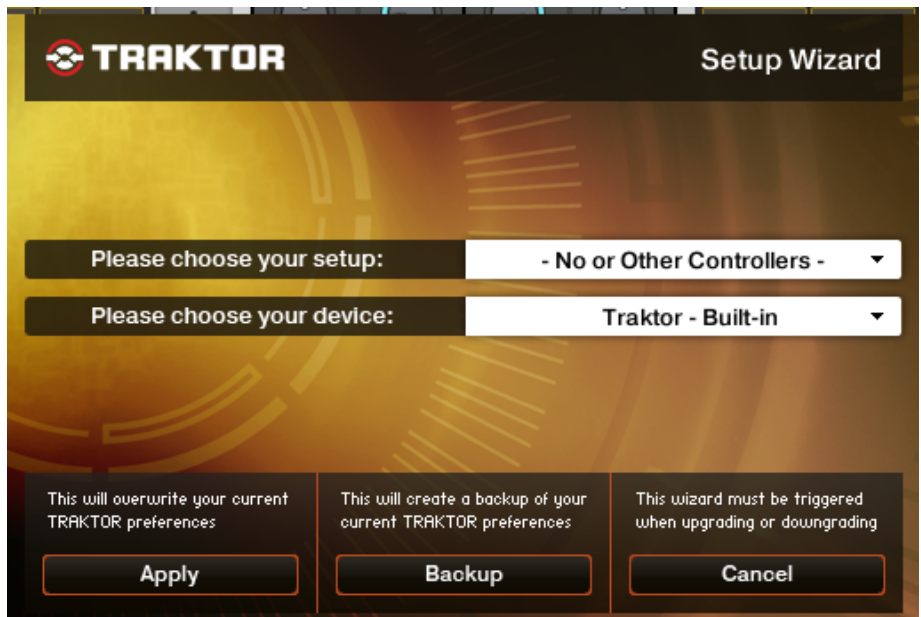 TRAKTOR
Setup Wizard
Please choose your setup:
- No or Other Controllers -
Please choose your device:
Traktor - Built-in
This will overwrite your current
TRAKTOR preferences
Apply
This will create a backup of your
current TRAKTOR preferences
Backup
This wizard must be triggered
when upgrading or downgrading
Cancel